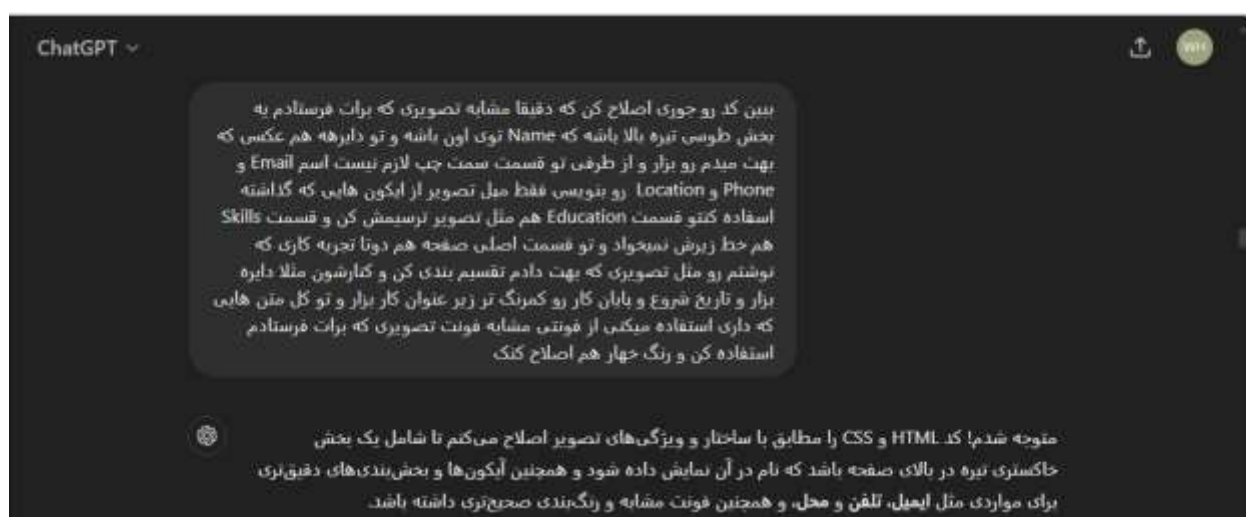 ChatGPT
WH
ببین کد رو جوری اصلاح کن که دقیقا مشابه تصویری که برات فرستادم یه
بخش طوسی تیره بالا باشه که Name توی اون باشه و تو دایرهه هم عکسی که
بهت میدم رو بزار و از طرفی تو قسمت سمت چپ لازم نیست اسم Email و
Phone و Location رو بنویسی فقط میل تصویر از ایکون هایی که گذاشته
اسفاده کنتو قسمت Education هم مثل تصویر ترسیمش کن و قسمت Skills
هم خط زیرش نمیخواد و تو قسمت اصلی صفحه هم دوتا تجربه کاری که
نوشتم رو مثل تصویری که بهت دادم تقسیم بندی کن و کنارشون مثلا دایره
بزار و تاریخ شروع و پایان کار رو کمرنگ تر زیر عنوان کار بزار و تو کل متن هایی
که داری استفاده میکنی از فونتی مشابه فونت تصویری که برات فرستادم
استفاده کن و رنگ خهار هم اصلاح کنک
متوجه شدم! کد HTML و CSS را مطابق با ساختار و ویژگی‌های تصویر اصلاح می‌کنم تا شامل یک بخش
خاکستری تیره در بالای صفحه باشد که نام در آن نمایش داده شود و همچنین آیکون‌ها و بخش‌بندی‌های دقیق‌تری
برای مواردی مثل ایمیل، تلفن و محل، و همچنین فونت مشابه و رنگ‌بندی صحیح‌تری داشته باشد.